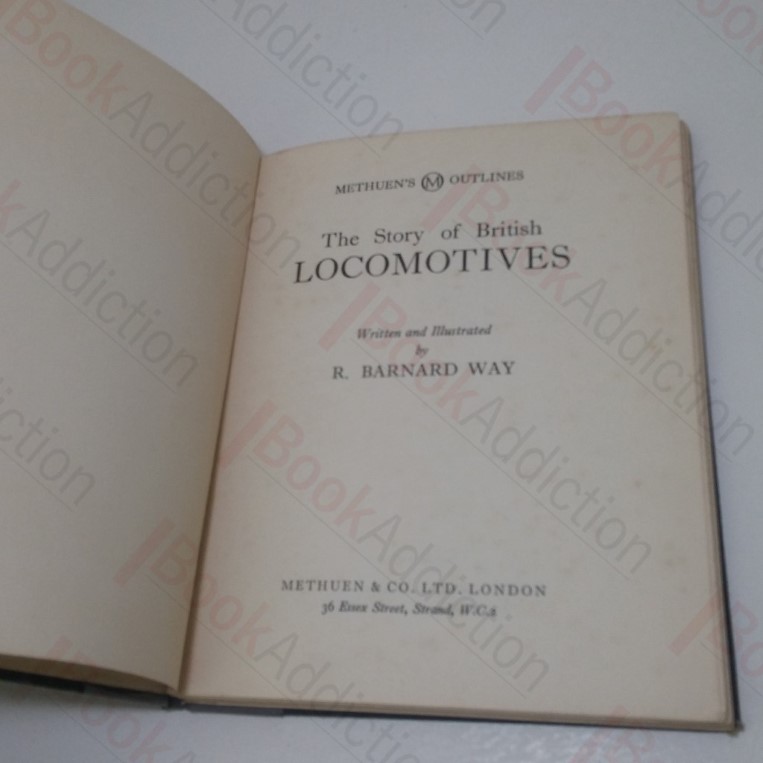 METHUEN'S M OUTLINES
The Story of British
LOCOMOTIVES
Written and Illustrated
by
R. BARNARD WAY
METHUEN & CO. LTD. LONDON
36 Essex Street, Strand, W.C.2
BookAddiction